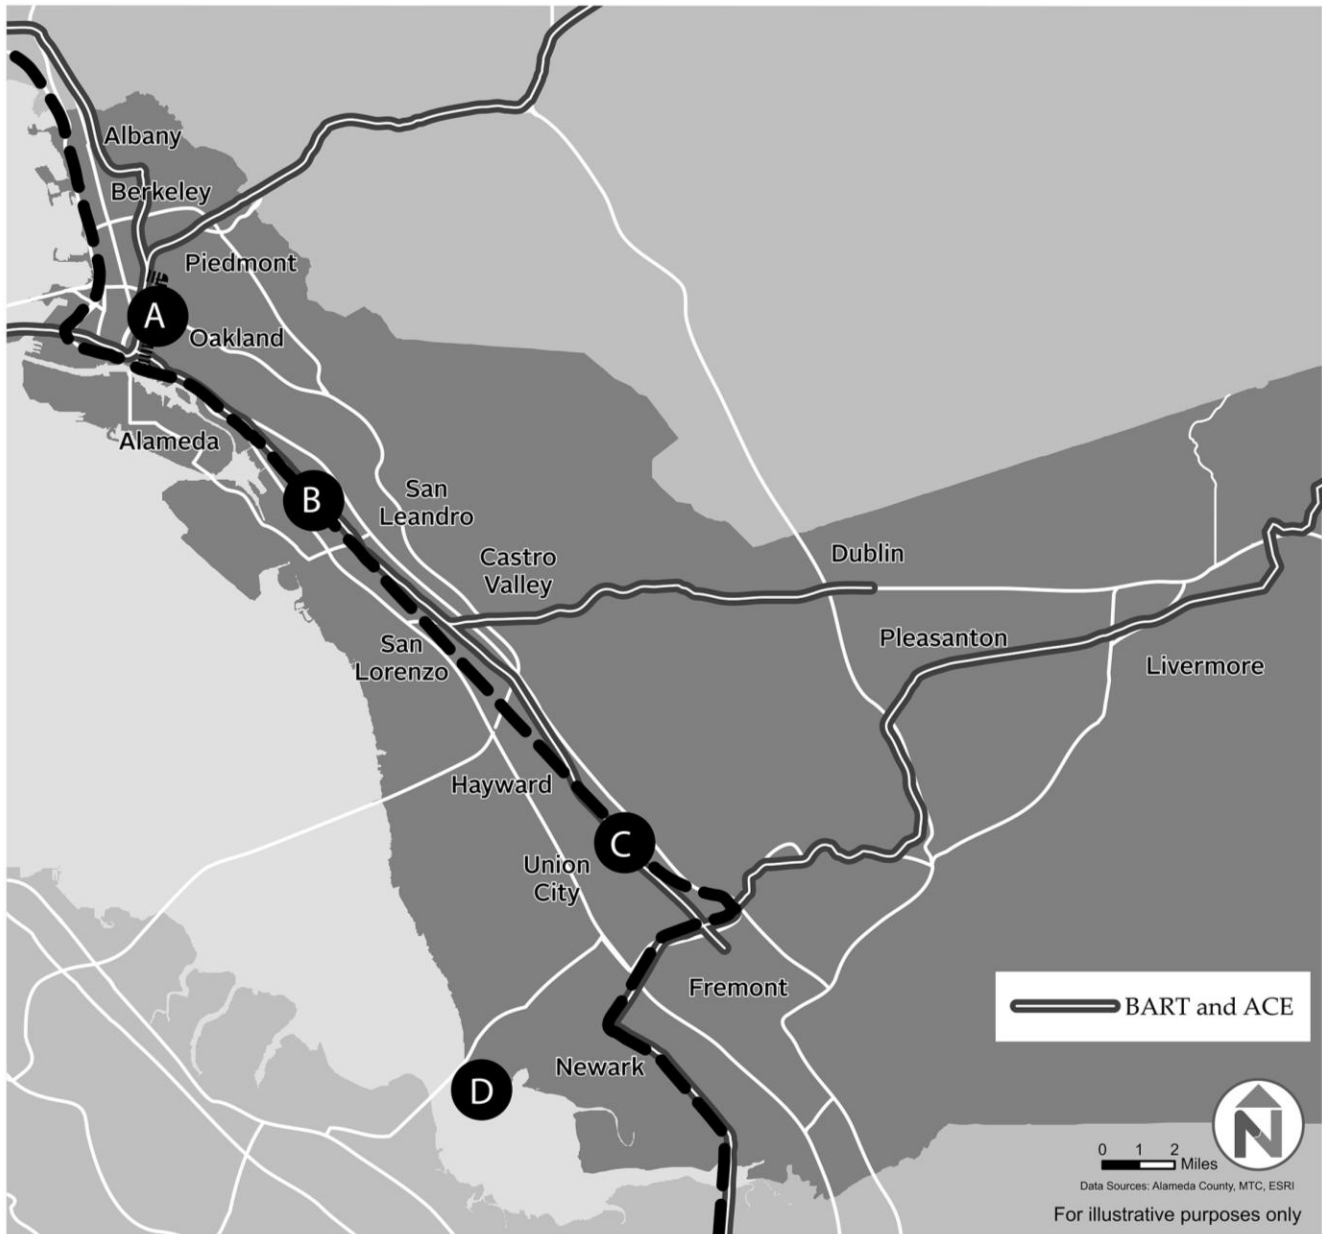 Albany
Berkeley
Piedmont
A
Oakland
Alameda
B
San
Leandro
Castro
Valley
Dublin
Pleasanton
San
Lorenzo
Livermore
Hayward
C
Union
City
Fremont
BART and ACE
Newark
D
N
0 1 2
Miles
Data Sources: Alameda County, MTC, ESRI
For illustrative purposes only